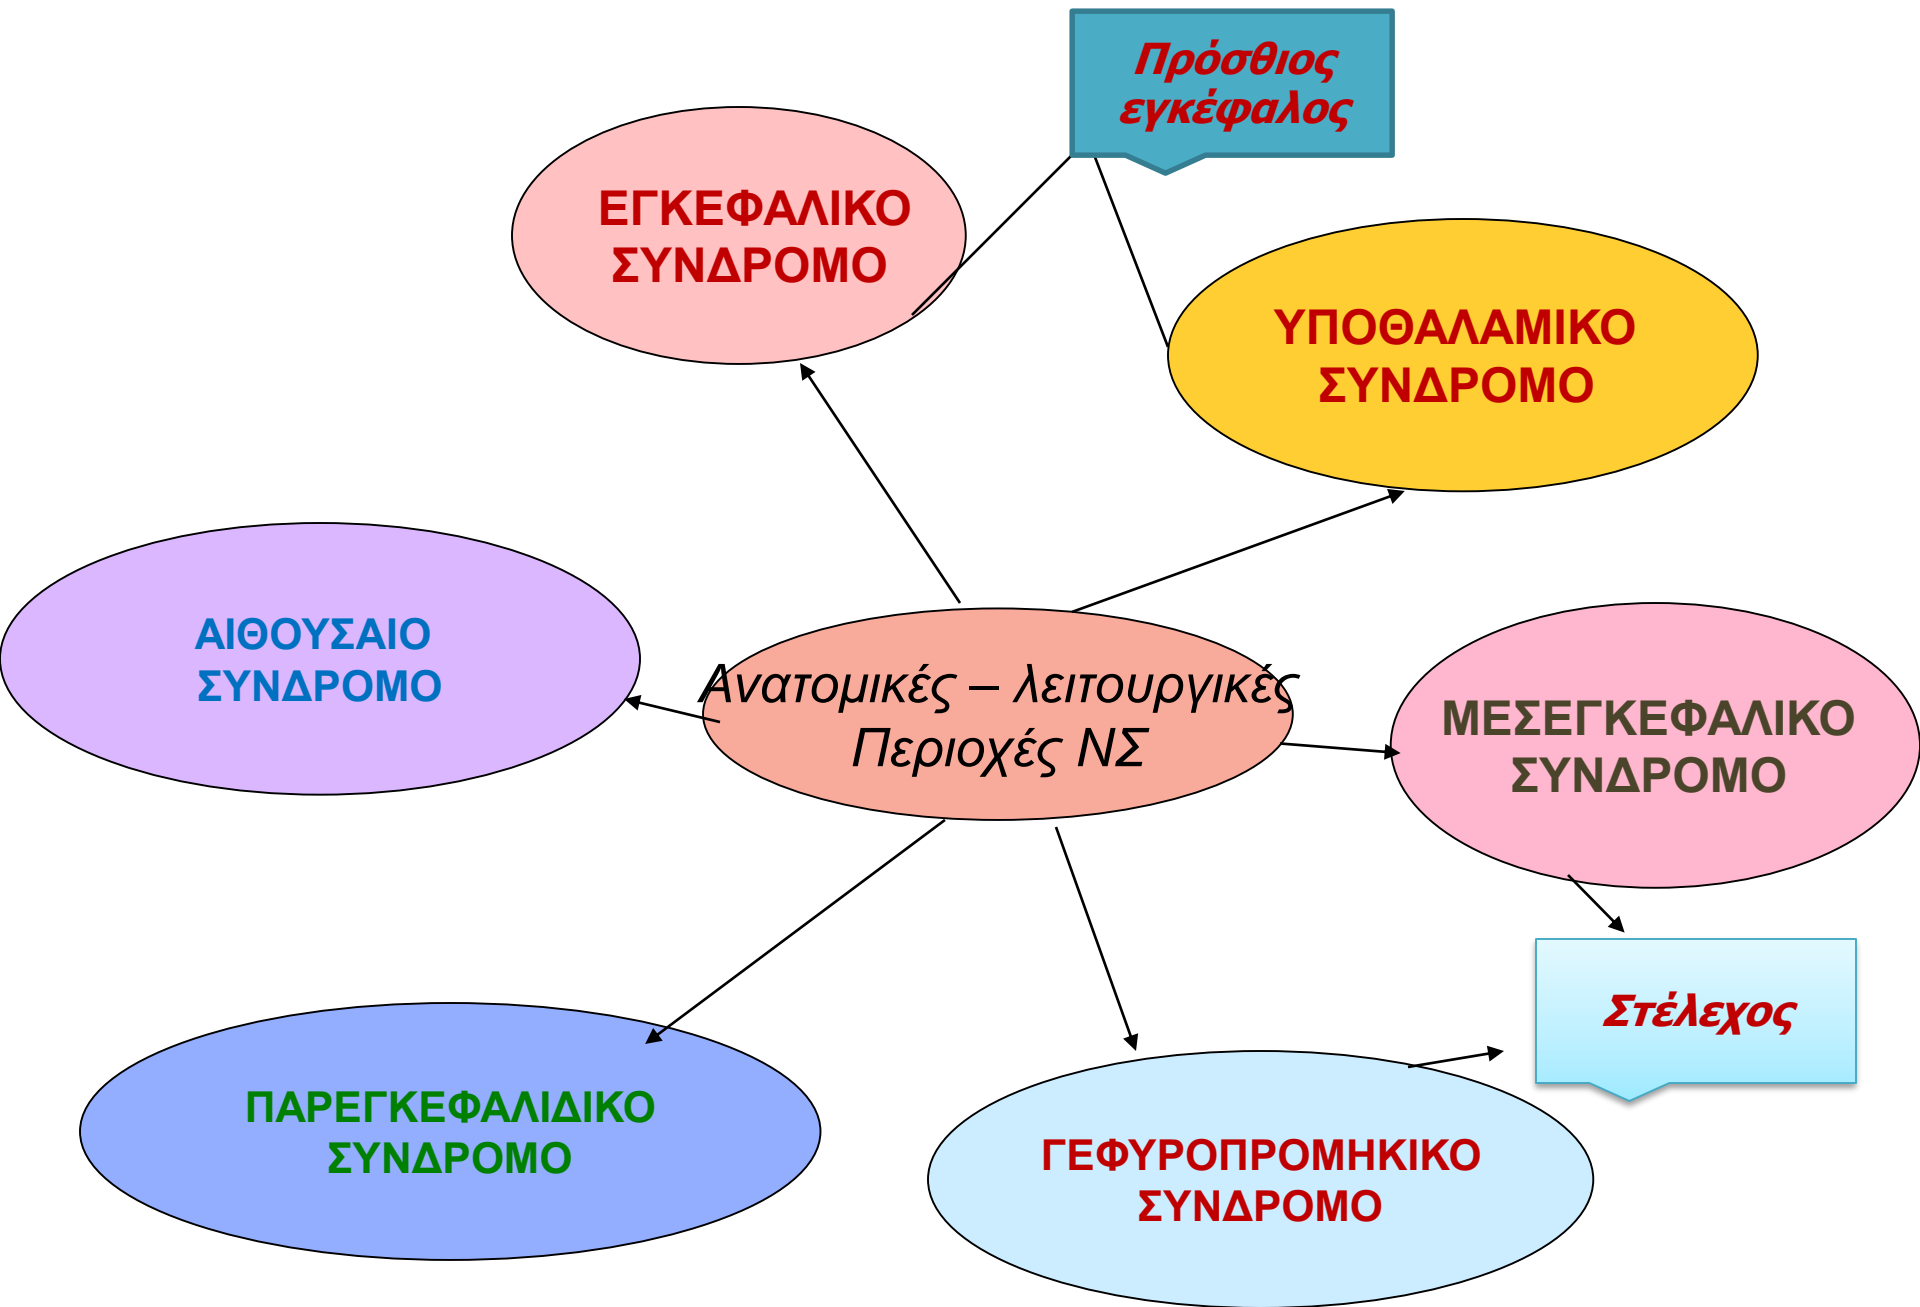 Πρόσθιος
εγκέφαλος
ΕΓΚΕΦΑΛΙΚΟ
ΣΥΝΔΡΟΜΟ
ΥΠΟΘΑΛΑΜΙΚΟ
ΣΥΝΔΡΟΜΟ
ΑΙΘΟΥΣΑΙΟ
ΣΥΝΔΡΟΜΟ
Ανατομικές – λειτουργικές
Περιοχές ΝΣ
ΜΕΣΕΓΚΕΦΑΛΙΚΟ
ΣΥΝΔΡΟΜΟ
Στέλεχος
ΠΑΡΕΓΚΕΦΑΛΙΔΙΚΟ
ΣΥΝΔΡΟΜΟ
ΓΕΦΥΡΟΠΡΟΜΗΚΙΚΟ
ΣΥΝΔΡΟΜΟ